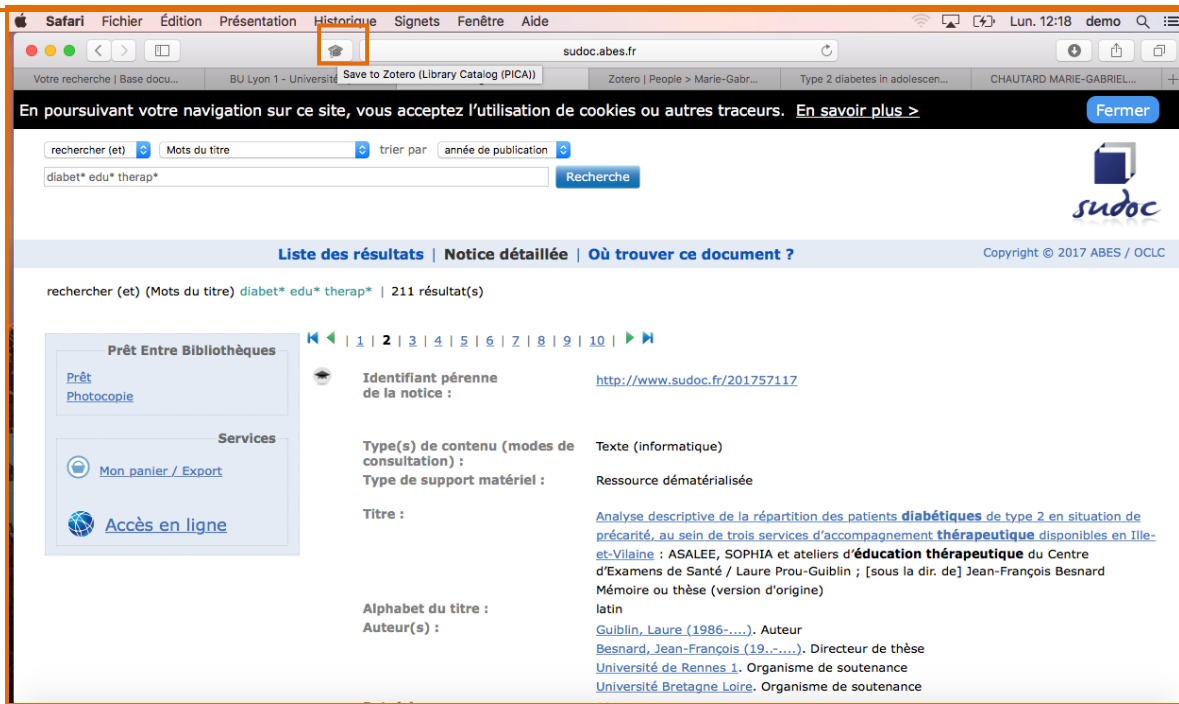 Safari Fichier Édition Présentation Historique Signets Fenêtre Aide Lun. 12:18 demo
sudoc.abes.fr
Votre recherche | Base docu... BU Lyon 1 - Université Zotero | People > Marie-Gabr... Type 2 diabetes in adolescen... CHAUTARD MARIE-GABRIEL... +
Save to Zotero (Library Catalog (PICA))
En poursuivant votre navigation sur ce site, vous acceptez l’utilisation de cookies ou autres traceurs. En savoir plus > Fermer
rechercher (et) Mots du titre trier par année de publication
diabet* edu* therap* Recherche
sudoc
Liste des résultats | Notice détaillée | Où trouver ce document ? Copyright © 2017 ABES / OCLC
rechercher (et) (Mots du titre) diabet* edu* therap* | 211 résultat(s)
| 1 | 2 | 3 | 4 | 5 | 6 | 7 | 8 | 9 | 10 |
Prêt Entre Bibliothèques
Prêt
Photocopie
Services
Mon panier / Export
Accès en ligne
Identifiant pérenne
de la notice :
http://www.sudoc.fr/201757117
Type(s) de contenu (modes de
consultation) :
Texte (informatique)
Type de support matériel : Ressource dématérialisée
Titre : Analyse descriptive de la répartition des patients diabétiques de type 2 en situation de
précarité, au sein de trois services d’accompagnement thérapeutique disponibles en Ille-
et-Vilaine : ASALEE, SOPHIA et ateliers d’éducation thérapeutique du Centre
d’Examens de Santé / Laure Prou-Guiblin ; [sous la dir. de] Jean-François Besnard
Mémoire ou thèse (version d'origine)
Alphabet du titre : latin
Auteur(s) : Guiblin, Laure (1986-....). Auteur
Besnard, Jean-François (19..-....). Directeur de thèse
Université de Rennes 1. Organisme de soutenance
Université Bretagne Loire. Organisme de soutenance